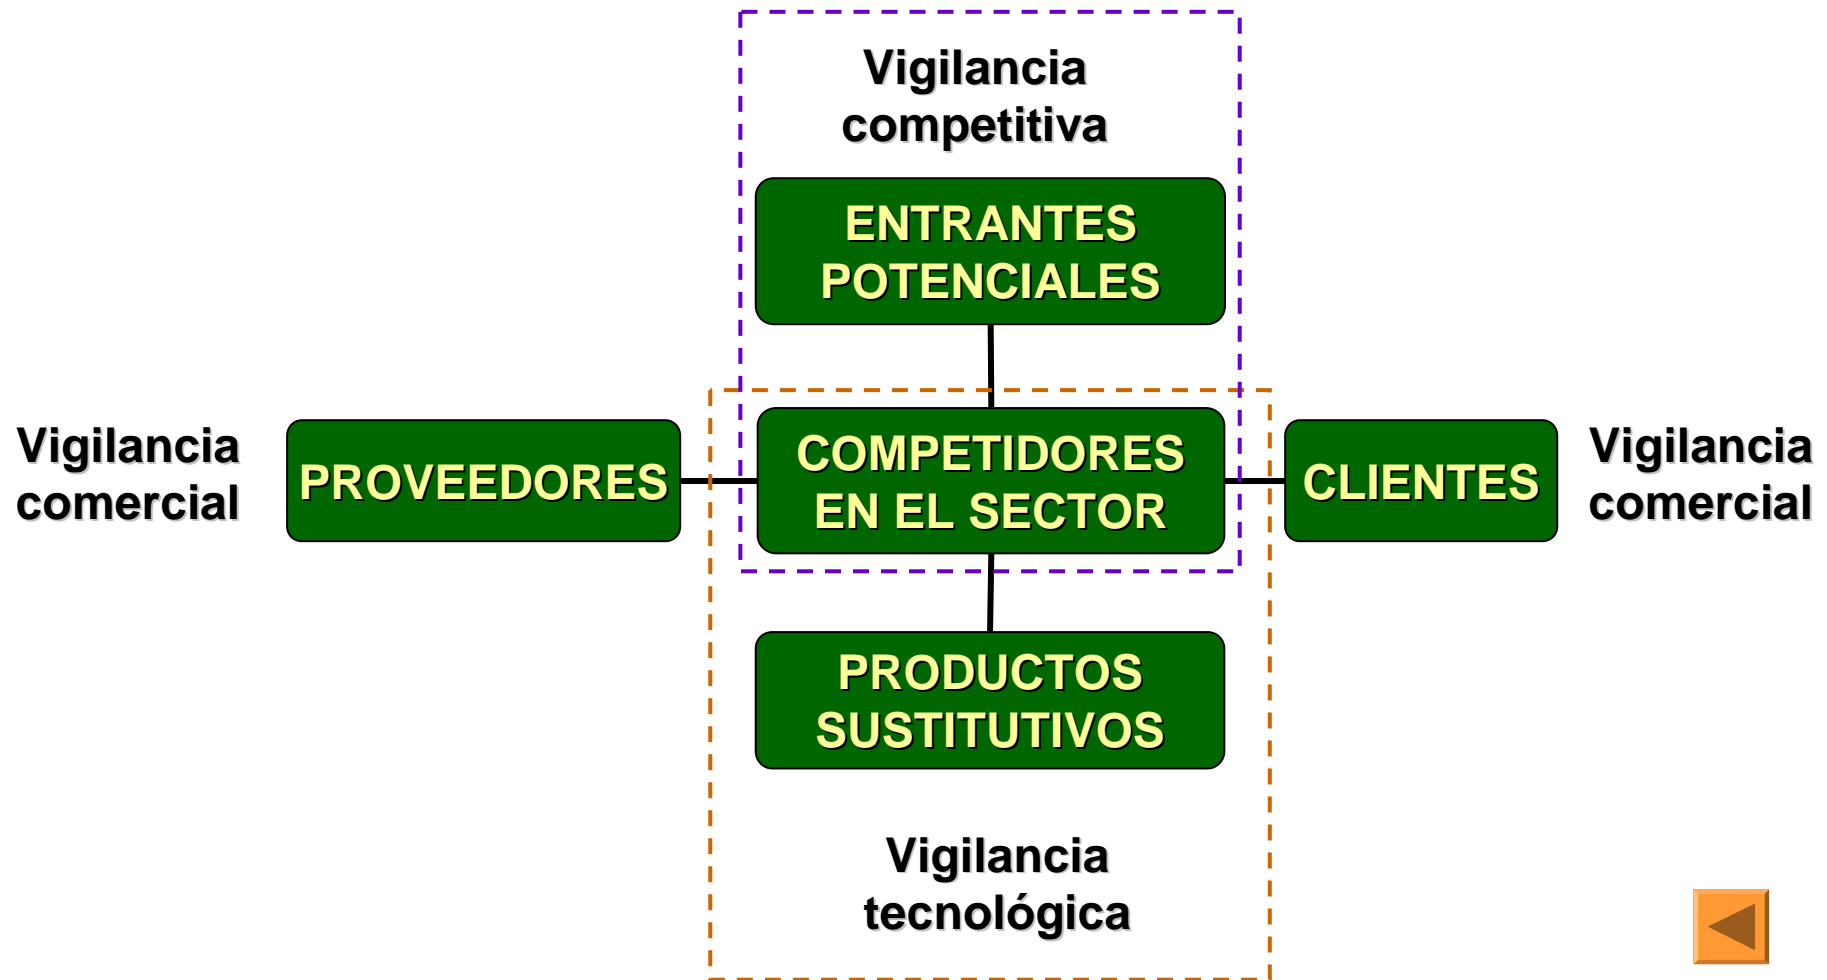 Vigilancia
competitiva
ENTRANTES
POTENCIALES
Vigilancia
comercial
PROVEEDORES
COMPETIDORES
EN EL SECTOR
CLIENTES
Vigilancia
comercial
PRODUCTOS
SUSTITUTIVOS
Vigilancia
tecnológica